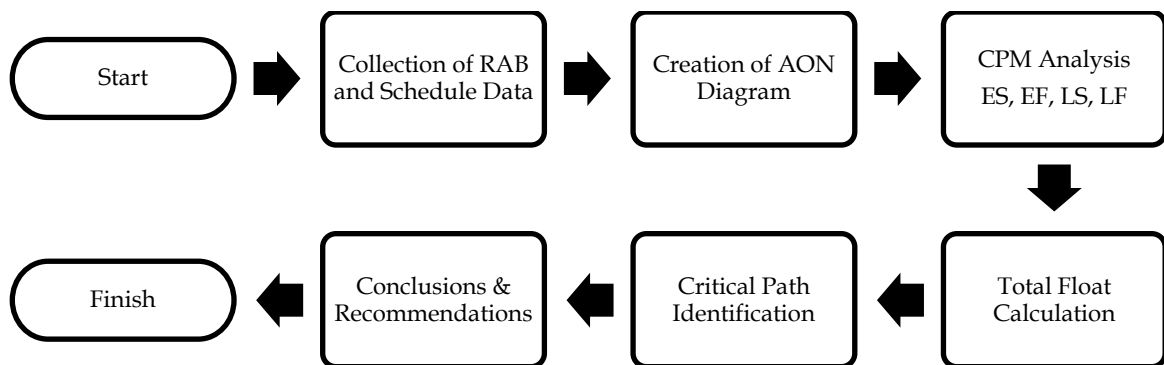 Start
Collection of RAB
and Schedule Data
Creation of AON
Diagram
CPM Analysis
ES, EF, LS, LF
Total Float
Calculation
Critical Path
Identification
Conclusions &
Recommendations
Finish